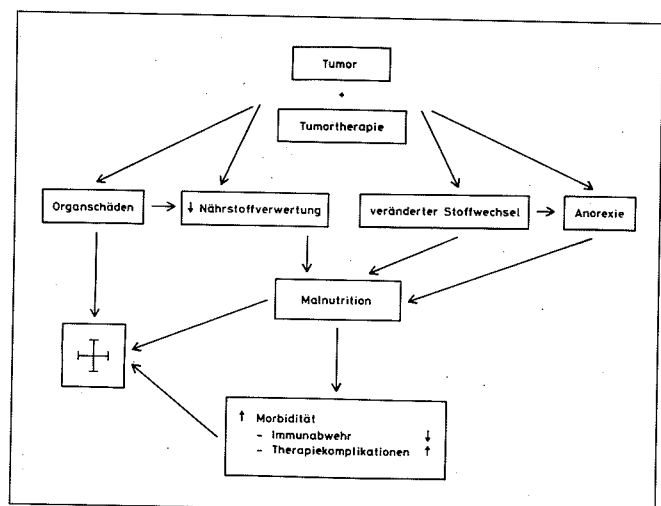 Tumor
+
Tumortherapie
Organschäden
↓ Nährstoffverwertung
veränderter Stoffwechsel
Anorexie
Malnutrition
↑ Morbidität
- Immunabwehr ↓
- Therapiekomplikationen ↑